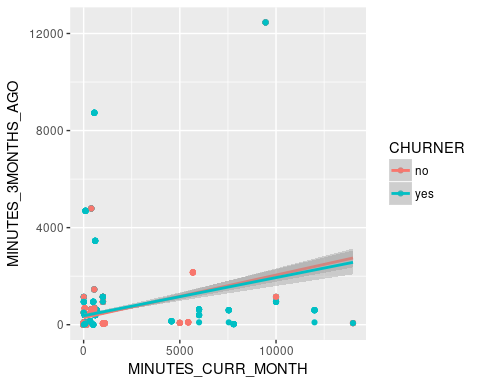 12000
8000
4000
0
MINUTES_3MONTHS_AGO
0
5000
10000
MINUTES_CURR_MONTH
CHURNER
no
yes